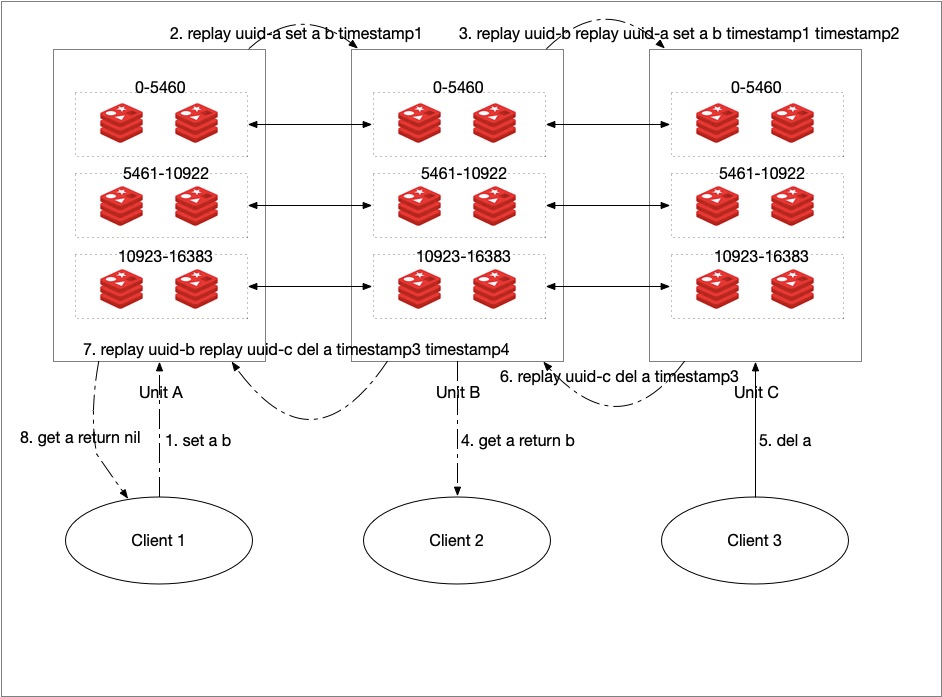 2. replay uuid-a set a b timestamp1
3. replay uuid-b replay uuid-a set a b timestamp1 timestamp2
0-5460
0-5460
0-5460
5461-10922
5461-10922
5461-10922
10923-16383
10923-16383
10923-16383
7. replay uuid-b replay uuid-c del a timestamp3 timestamp4
6. replay uuid-c del a timestamp3
Unit A
Unit B
Unit C
8. get a return nil
1. set a b
4. get a return b
5. del a
Client 1
Client 2
Client 3